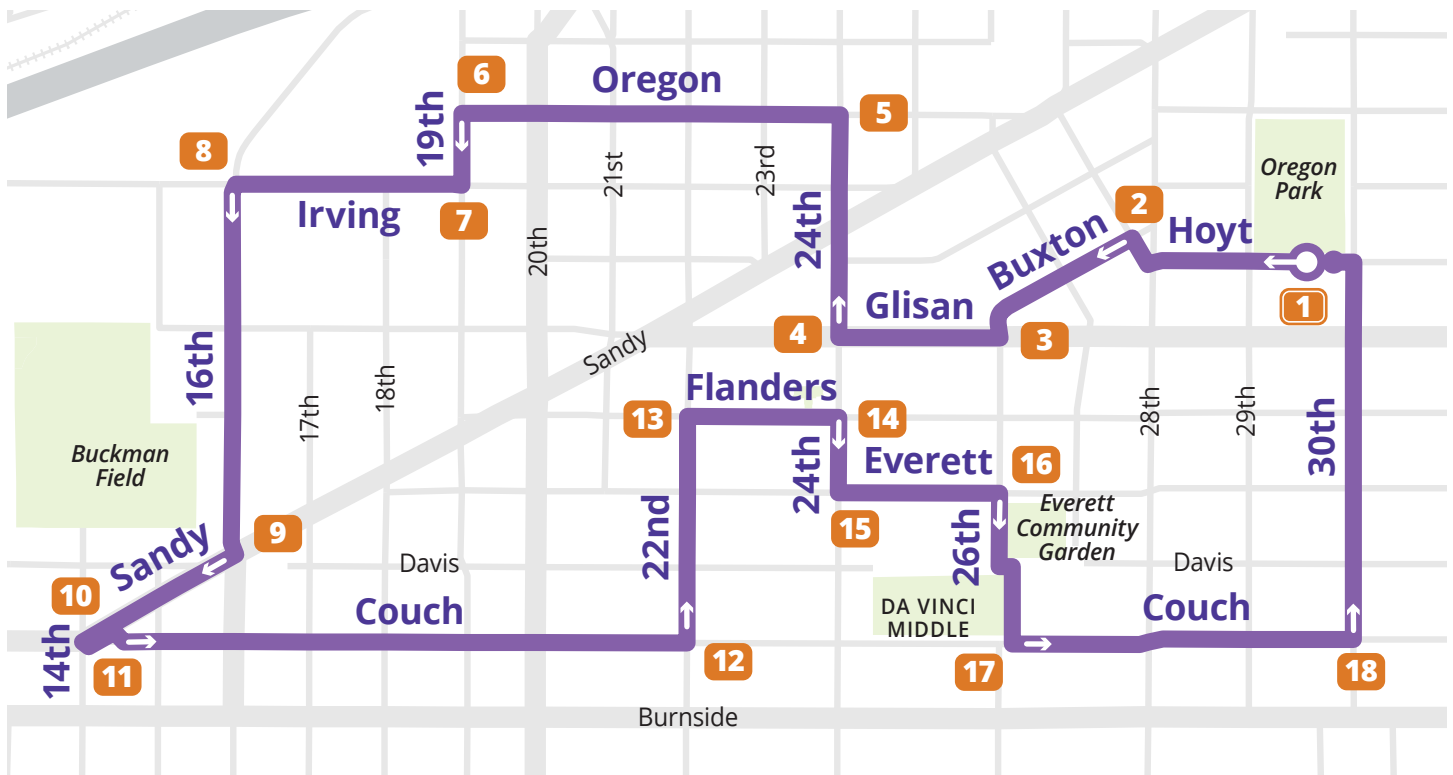 6
Oregon
5
19th
8
21st
23rd
Oregon
Park
2
Hoyt
Irving
7
20th
24th
Buxton
1
Glisan
4
3
16th
Sandy
17th
18th
Flanders
13
14
28th
29th
30th
Buckman
Field
24th
Everett
16
22nd
15
Everett
Community
Garden
26th
Sandy
9
Davis
Davis
10
Couch
DA VINCI
MIDDLE
Couch
14th
11
12
17
18
Burnside